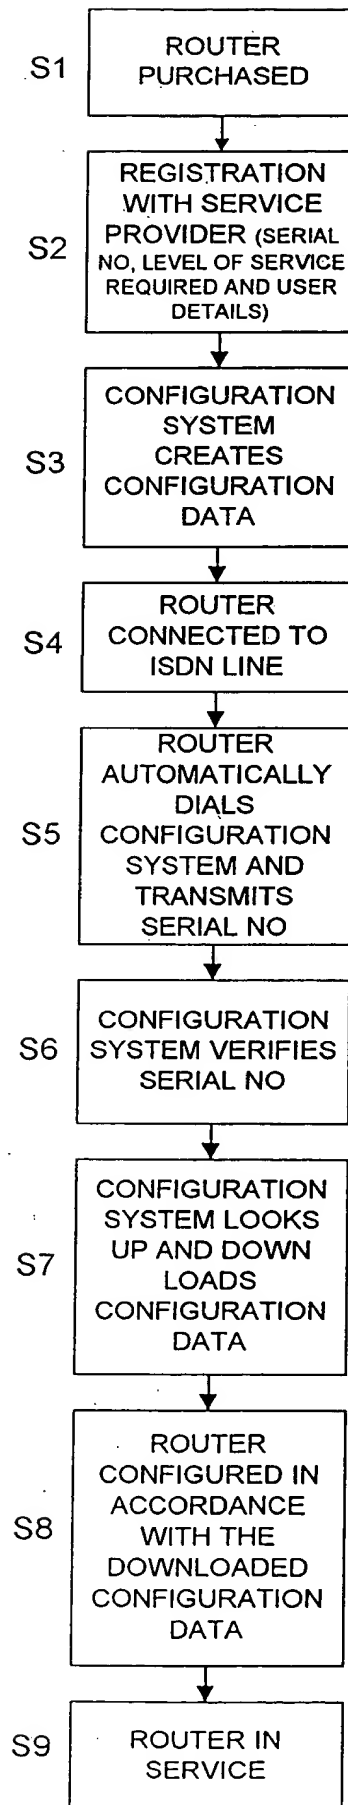 S1
ROUTER
PURCHASED
S2
REGISTRATION
WITH SERVICE
PROVIDER (SERIAL
NO, LEVEL OF SERVICE
REQUIRED AND USER
DETAILS)
S3
CONFIGURATION
SYSTEM
CREATES
CONFIGURATION
DATA
S4
ROUTER
CONNECTED TO
ISDN LINE
S5
ROUTER
AUTOMATICALLY
DIALS
CONFIGURATION
SYSTEM AND
TRANSMITS
SERIAL NO
S6
CONFIGURATION
SYSTEM VERIFIES
SERIAL NO
S7
CONFIGURATION
SYSTEM LOOKS
UP AND DOWN
LOADS
CONFIGURATION
DATA
S8
ROUTER
CONFIGURED IN
ACCORDANCE
WITH THE
DOWNLOADED
CONFIGURATION
DATA
S9
ROUTER IN
SERVICE